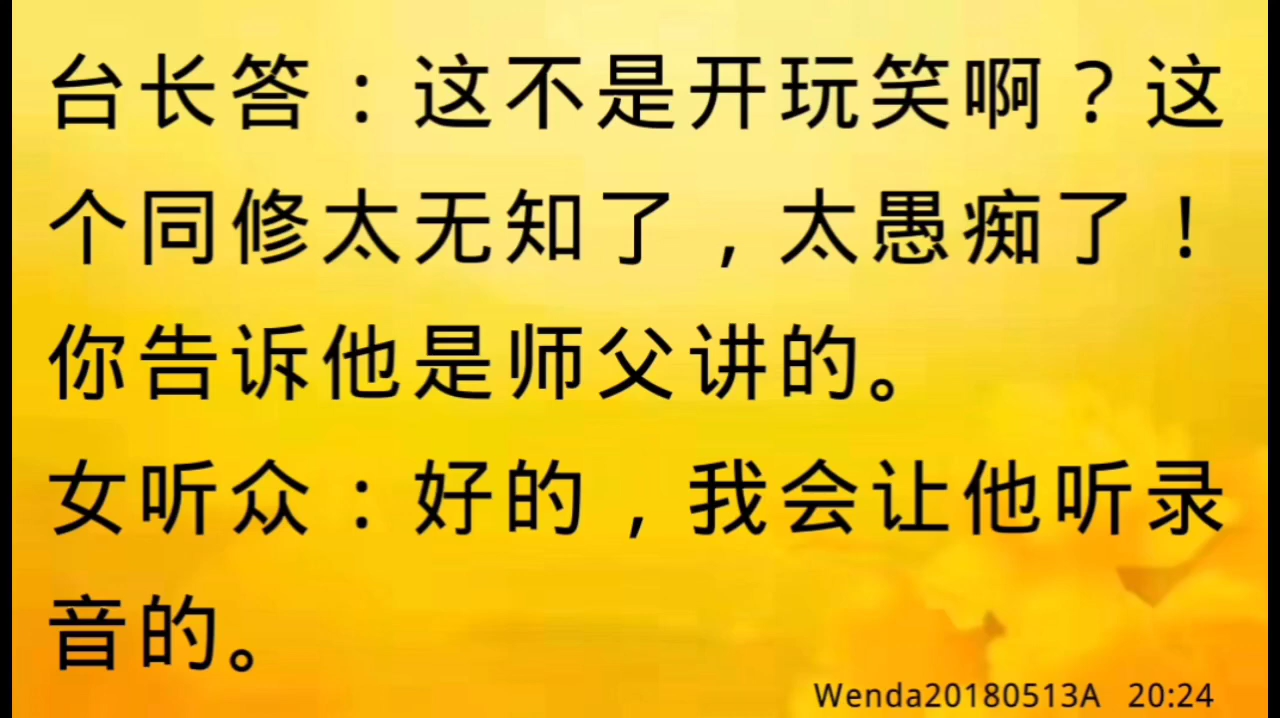 台长答：这不是开玩笑啊？这
个同修太无知了，太愚痴了！
你告诉他是师父讲的。
女听众：好的，我会让他听录
音的。
Wenda20180513A 20:24